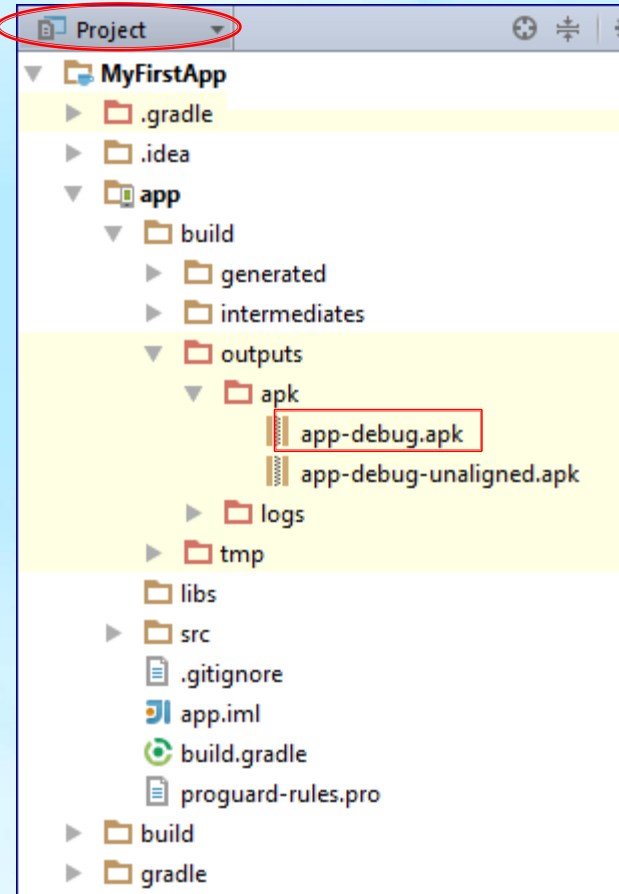 Project
MyFirstApp
.gradle
.idea
app
build
generated
intermediates
outputs
apk
app-debug.apk
app-debug-unaligned.apk
logs
tmp
libs
src
.gitignore
app.iml
build.gradle
proguard-rules.pro
build
gradle